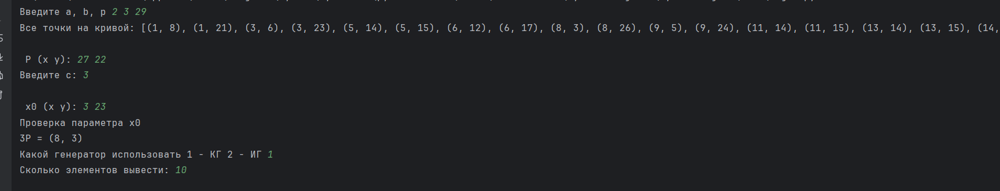 Введите a, b, p 2 3 29
Все точки на кривой: [(1, 8), (1, 21), (3, 6), (3, 23), (5, 14), (5, 15), (6, 12), (6, 17), (8, 3), (8, 26), (9, 5), (9, 24), (11, 14), (11, 15), (13, 14), (13, 15), (14,
P (x y): 27 22
Введите c: 3
x0 (x y): 3 23
Проверка параметра x0
3P = (8, 3)
Какой генератор использовать 1 - КГ 2 - ИГ 1
Сколько элементов вывести: 10